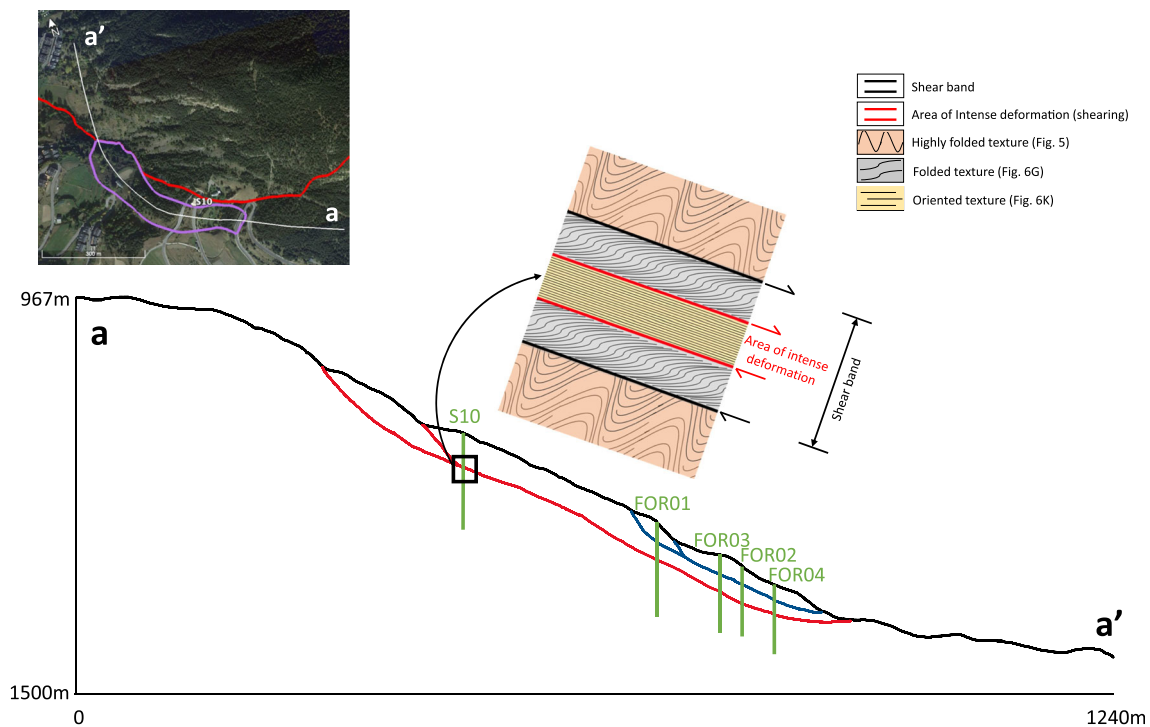 N
a'
S10
a
300 m
Shear band
Area of Intense deformation (shearing)
Highly folded texture (Fig. 5)
Folded texture (Fig. 6G)
Oriented texture (Fig. 6K)
Area of intense
deformation
Shear band
967m
a
S10
FOR01
FOR03
FOR02
FOR04
a'
1500m
0
1240m